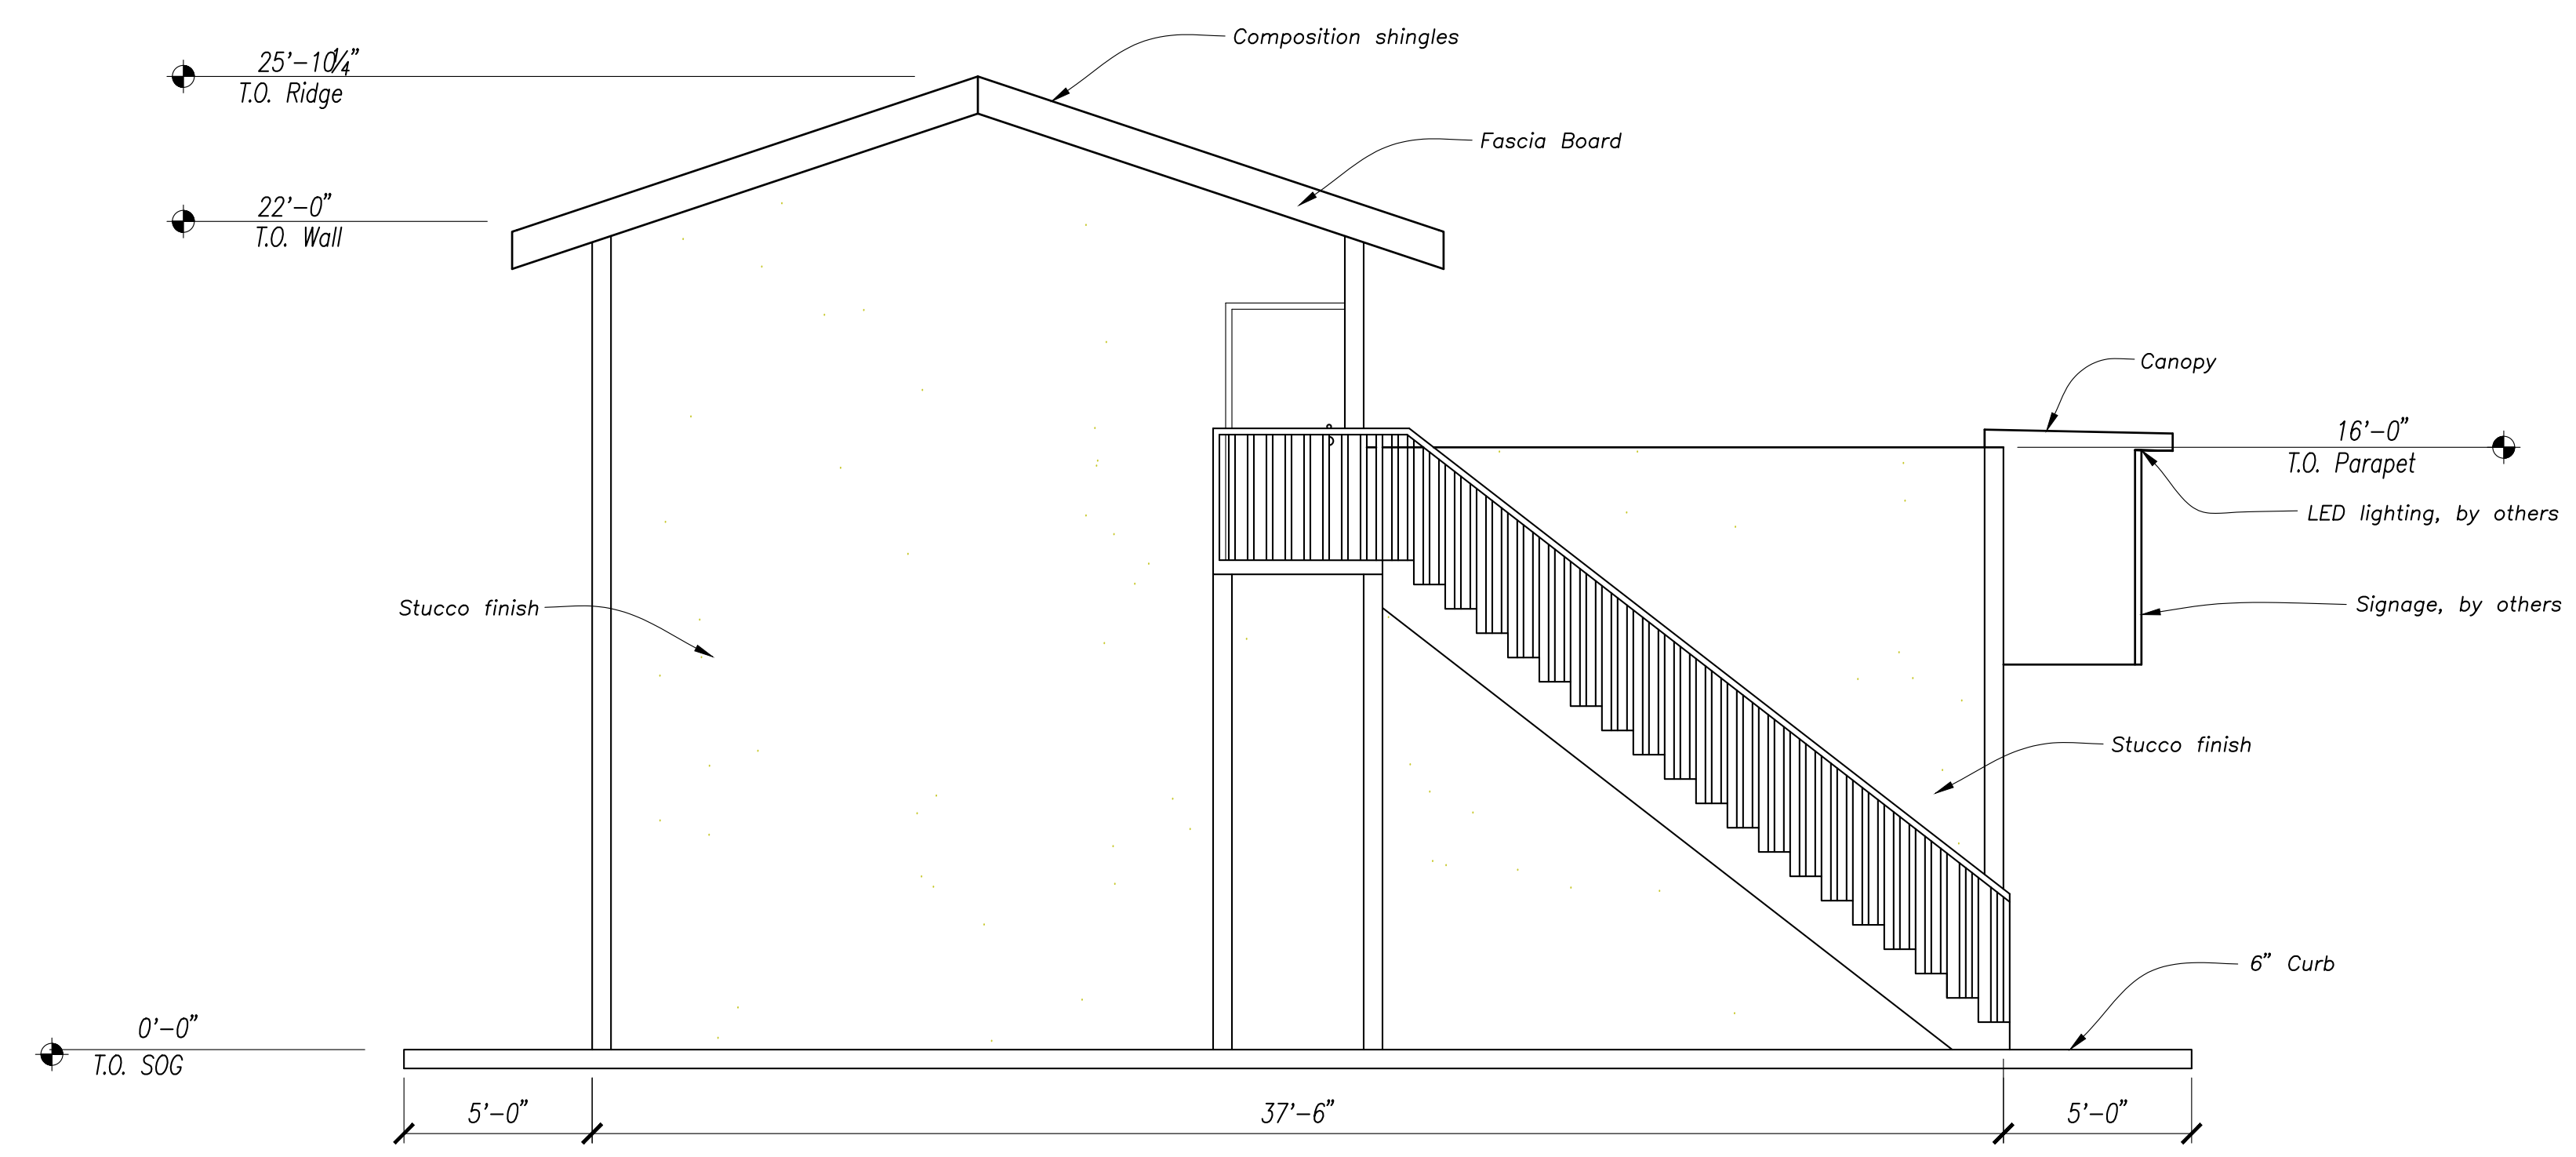 Composition shingles
25'-10¼"
T.O. Ridge
Fascia Board
22'-0"
T.O. Wall
Canopy
16'-0"
T.O. Parapet
LED lighting, by others
Stucco finish
Signage, by others
Stucco finish
6" Curb
0'-0"
T.O. SOG
5'-0"
37'-6"
5'-0"